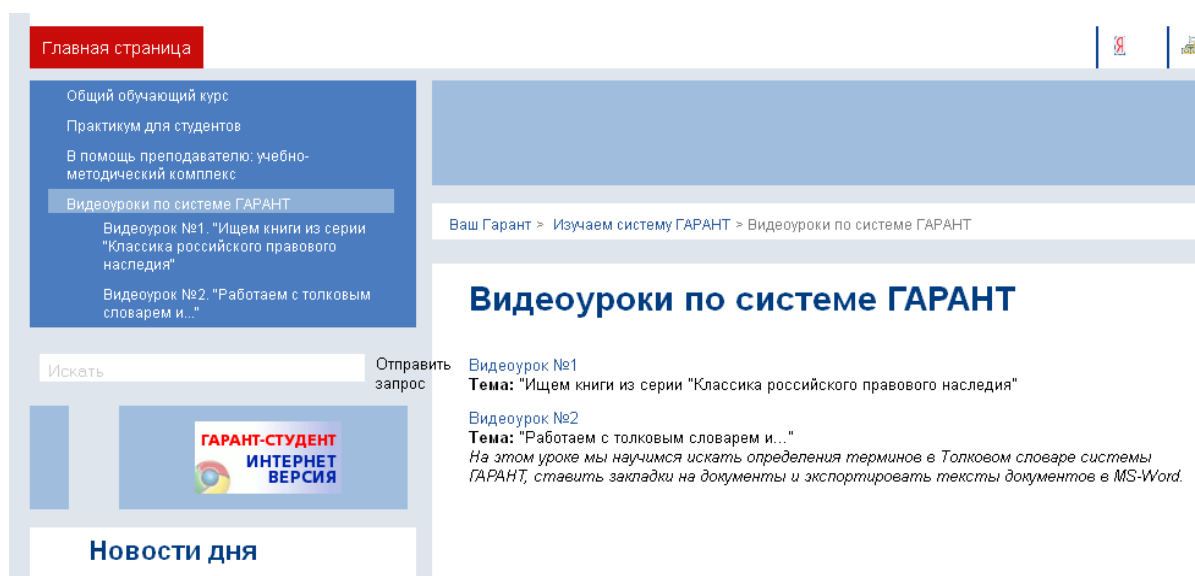 Главная страница
Я
Общий обучающий курс
Практикум для студентов
В помощь преподавателю: учебно-
методический комплекс
Видеоуроки по системе ГАРАНТ
Видеоурок №1. "Ищем книги из серии
"Классика российского правового
наследия"
Видеоурок №2. "Работаем с толковым
словарем и..."
Искать
Отправить
запрос
ГАРАНТ-СТУДЕНТ
ИНТЕРНЕТ
ВЕРСИЯ
Новости дня
Ваш Гарант > Изучаем систему ГАРАНТ > Видеоуроки по системе ГАРАНТ
Видеоуроки по системе ГАРАНТ
Видеоурок №1
Тема: "Ищем книги из серии "Классика российского правового наследия"
Видеоурок №2
Тема: "Работаем с толковым словарем и..."
На этом уроке мы научимся искать определения терминов в Толковом словаре системы
ГАРАНТ, ставить закладки на документы и экспортировать тексты документов в MS-Word.